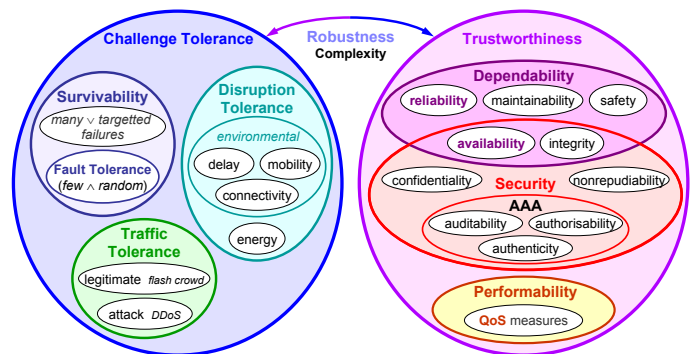 Challenge Tolerance
Robustness
Complexity
Trustworthiness
Survivability
many ∨ targetted
failures
Fault Tolerance
(few ∧ random)
Disruption
Tolerance
environmental
delay
mobility
connectivity
energy
Traffic
Tolerance
legitimate flash crowd
attack DDoS
Dependability
reliability
maintainability
safety
availability
integrity
confidentiality
Security
nonrepudiability
AAA
auditability
authorisability
authenticity
Performability
QoS measures